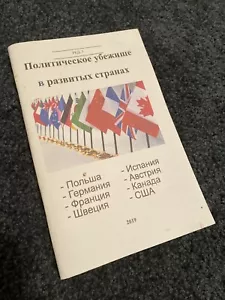 Политическое убежище
в развитых странах
- Польша
- Германия
- Франция
- Швеция
- Испания
- Австрия
- Канада
- США
2019